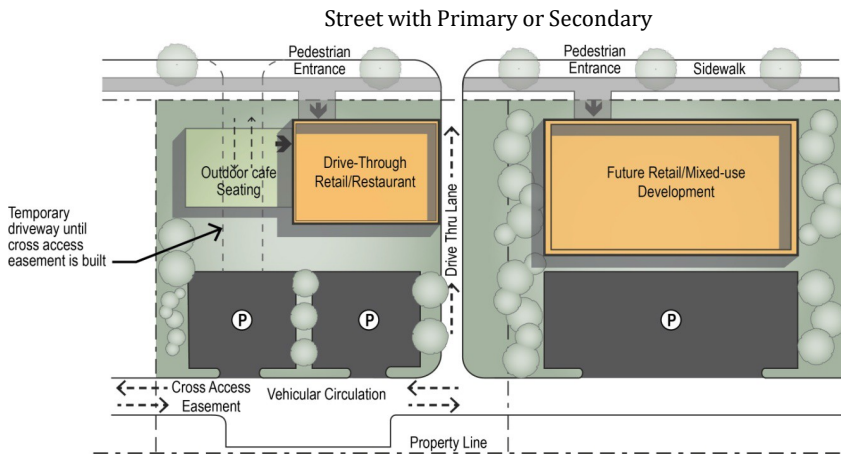 Street with Primary or Secondary
Pedestrian
Entrance
Pedestrian
Entrance
Sidewalk
Outdoor cafe
Seating
Drive-Through
Retail/Restaurant
Drive Thru Lane
Future Retail/Mixed-use
Development
Temporary
driveway until
cross access
easement is built
P
P
P
Cross Access
Easement
Vehicular Circulation
Property Line